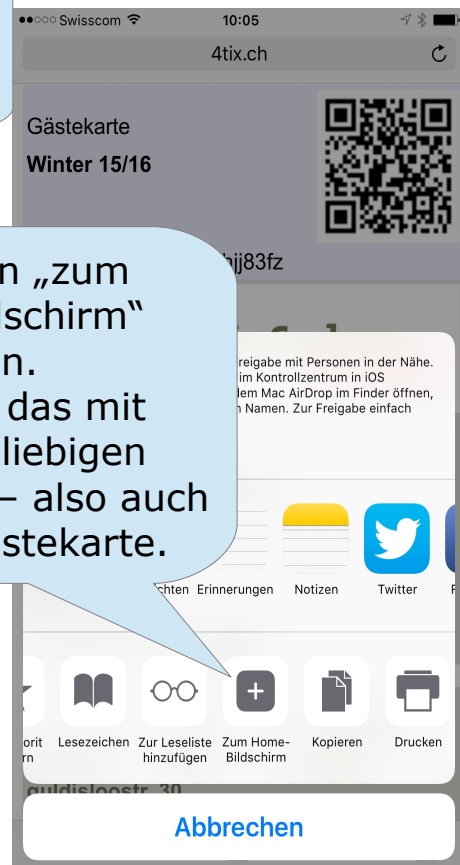 Swisscom 10:05
4tix.ch
Gästekarte
Winter 15/16
jj83fz
n „zum
lschirm“
n.
das mit
liebigen
– also auch
stekarte.
reigabe mit Personen in der Nähe.
im Kontrollzentrum in iOS
dem Mac AirDrop im Finder öffnen,
n Namen. Zur Freigabe einfach
chten Erinnerungen Notizen Twitter F
orit Lesezeichen Zur Leseliste Zum Home- Kopieren Drucken
rn hinzufügen Bildschirm
guldisloostr. 30
Abbrechen